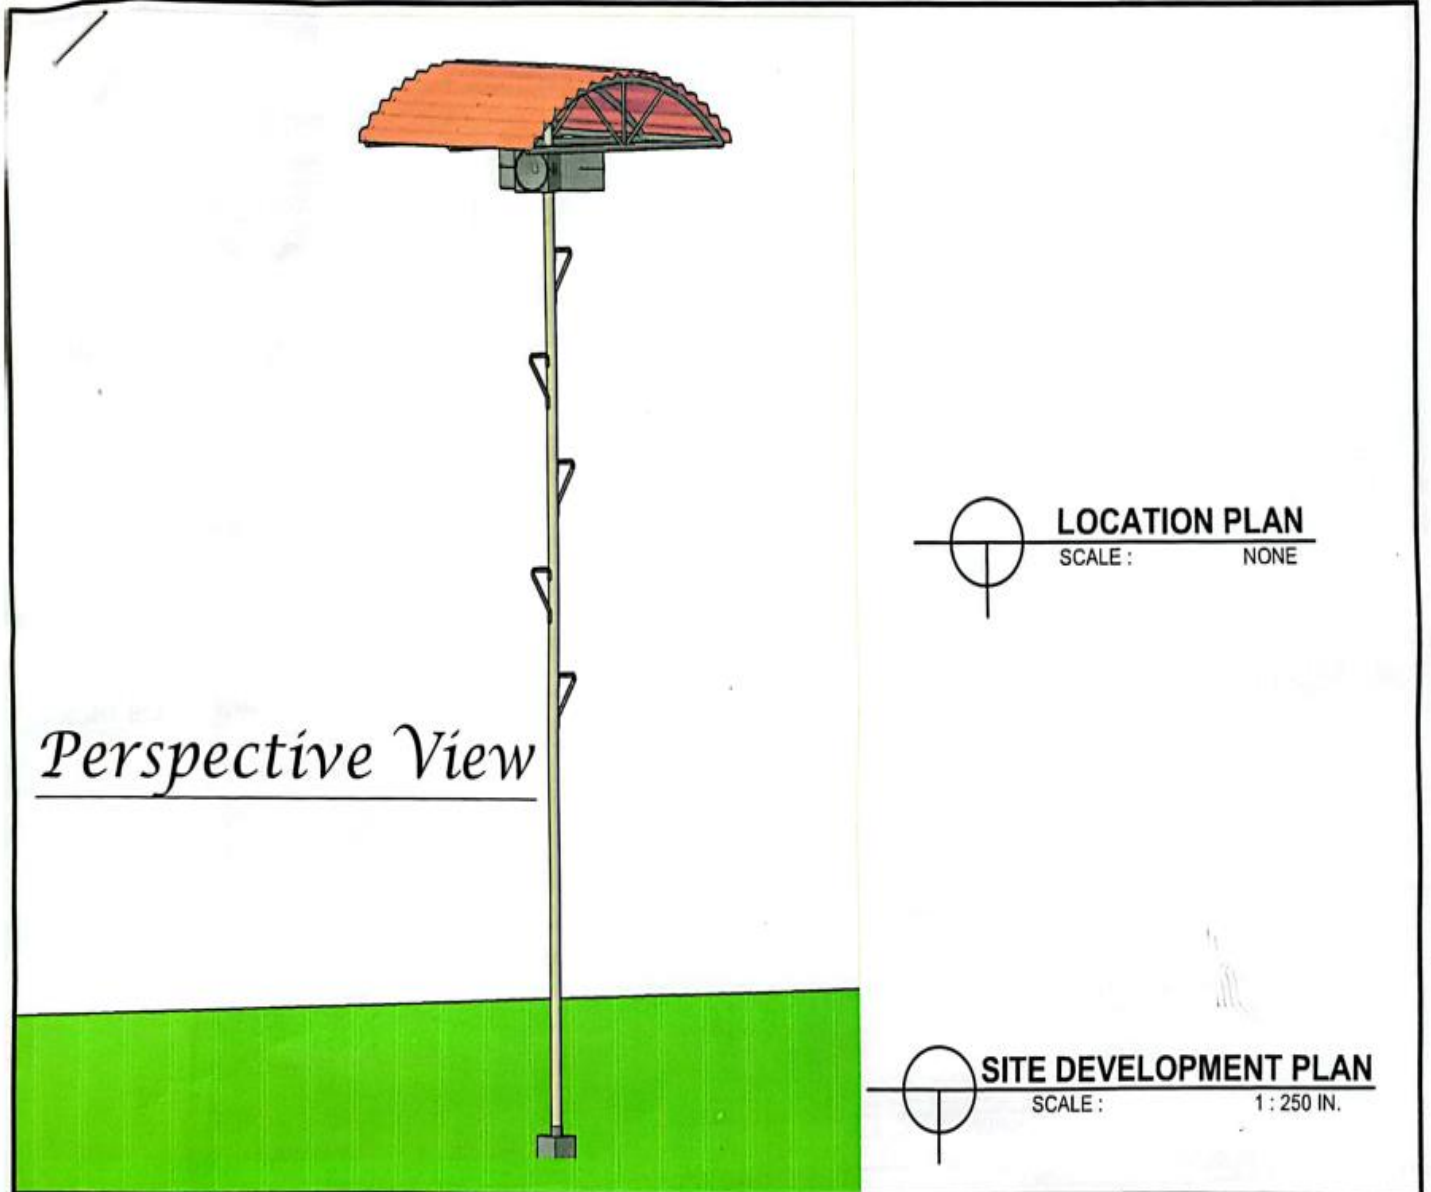 Perspective View
LOCATION PLAN
SCALE : NONE
SITE DEVELOPMENT PLAN
SCALE : 1 : 250 IN.